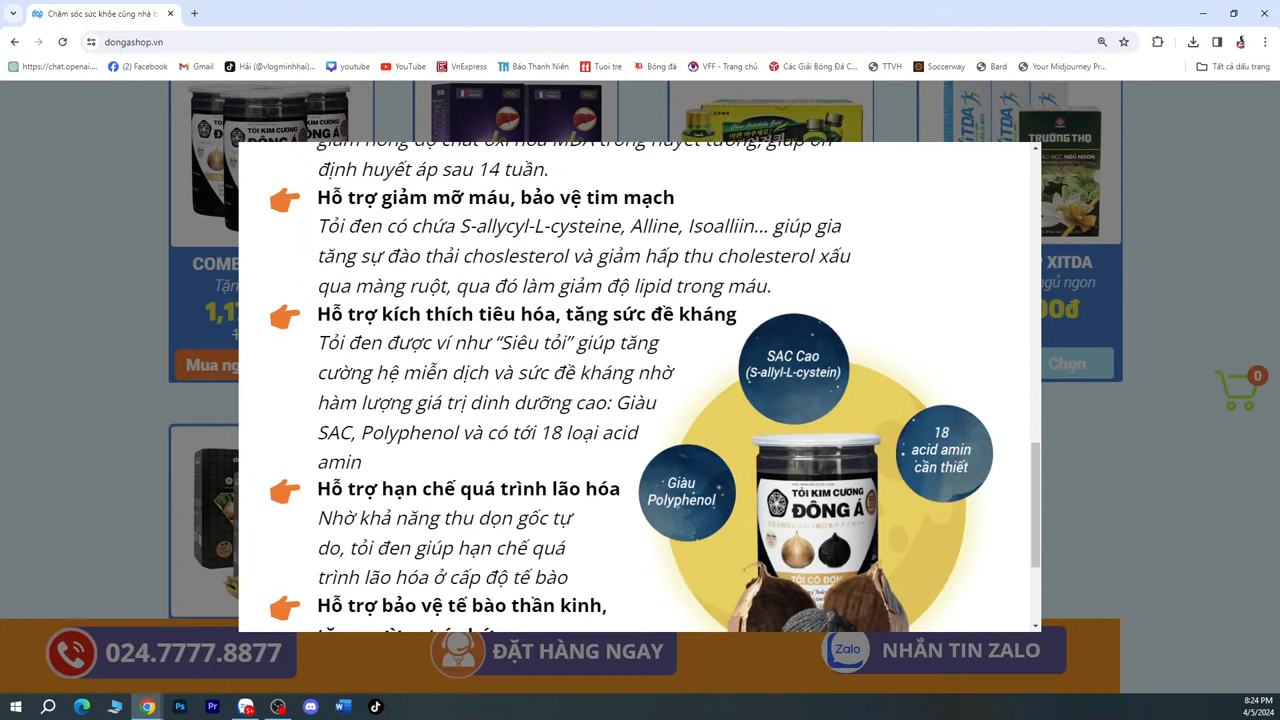 Chăm sóc sức khỏe cùng nhà b
dongashop.vn
https://chat.openai....
(2) Facebook
Gmail
Hải (@vlogminhhai)...
youtube
YouTube
VnExpress
Báo Thanh Niên
Tuoi tre
Bóng đá
VFF - Trang chủ
Các Giải Bóng Đá C...
TTVH
Soccerway
Bard
Your Midjourney Pr...
Tất cả dấu trang
TRƯỜNG THỌ
định huyết áp sau 14 tuần.
Hỗ trợ giảm mỡ máu, bảo vệ tim mạch
Tỏi đen có chứa S-allycyl-L-cysteine, Alline, Isoalliin... giúp gia
tăng sự đào thải choslesterol và giảm hấp thu cholesterol xấu
qua màng ruột, qua đó làm giảm độ lipid trong máu.
Hỗ trợ kích thích tiêu hóa, tăng sức đề kháng
Tỏi đen được ví như “Siêu tỏi” giúp tăng
cường hệ miễn dịch và sức đề kháng nhờ
hàm lượng giá trị dinh dưỡng cao: Giàu
SAC, Polyphenol và có tới 18 loại acid
amin
Hỗ trợ hạn chế quá trình lão hóa
Nhờ khả năng thu dọn gốc tự
do, tỏi đen giúp hạn chế quá
trình lão hóa ở cấp độ tế bào
Hỗ trợ bảo vệ tế bào thần kinh,
SAC Cao
(S-allyl-L-cystein)
18
acid amin
cần thiết
Giàu
Polyphenol
TỎI KIM CƯƠNG
ĐÔNG Á
TỎI CÔ ĐƠN
COMB
Tặn
1,1
Mua ng
XITDA
ngủ ngon
00đ
Chọn
0
024.7777.8877
ĐẶT HÀNG NGAY
Zalo
NHẮN TIN ZALO
8:24 PM
4/5/2024